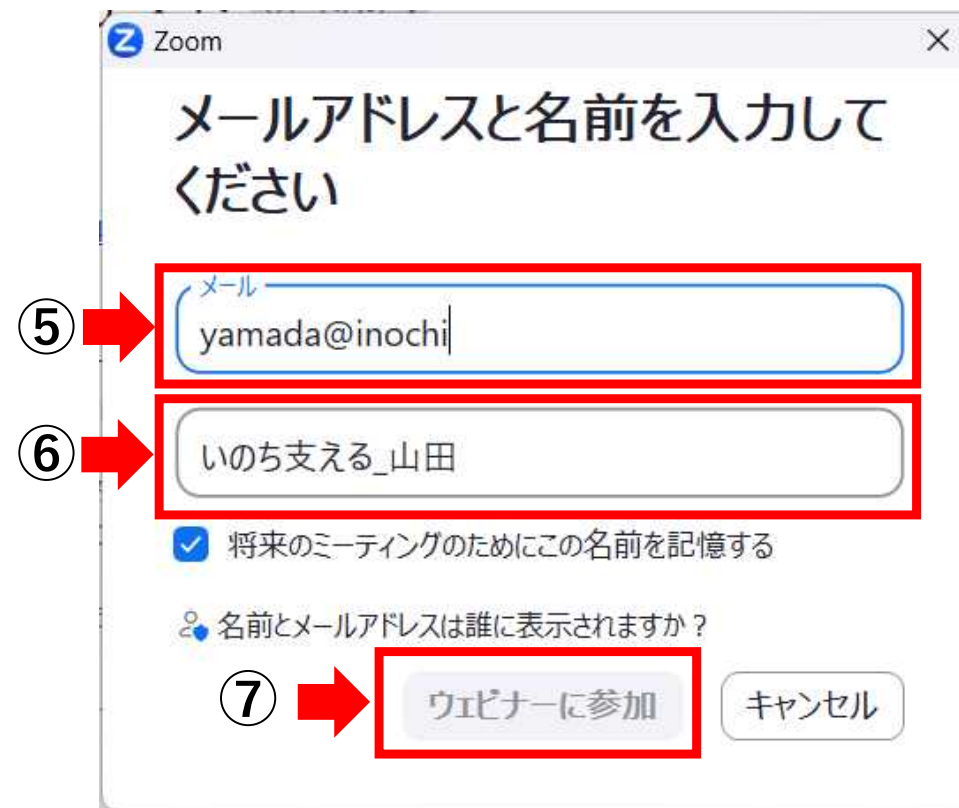 Zoom
メールアドレスと名前を入力して
ください
メール
⑤
yamada@inochi
⑥
いのち支える_山田
将来のミーティングのためにこの名前を記憶する
名前とメールアドレスは誰に表示されますか？
⑦
ウェビナーに参加
キャンセル